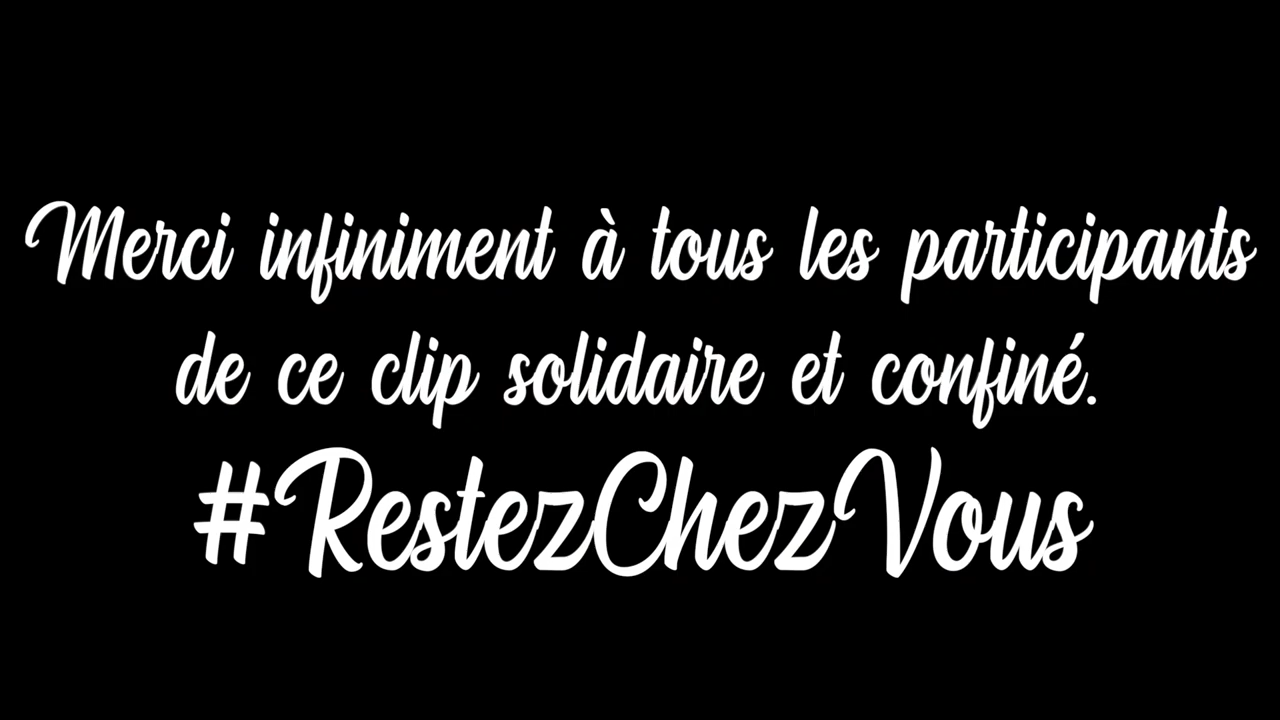 Merci infiniment à tous les participants
de ce clip solidaire et confiné.
#RestezChezVous